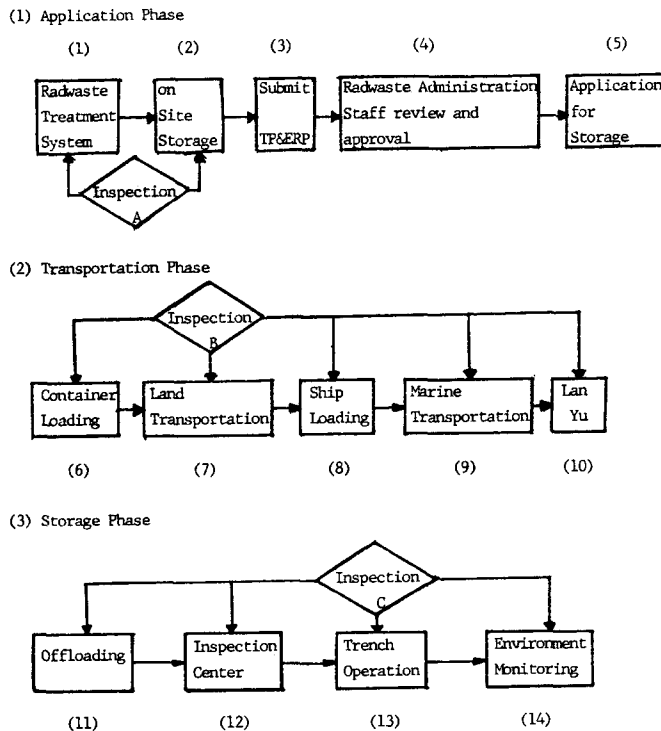 (1) Application Phase
(1) (2) (3) (4) (5)
Radwaste
Treatment
System
on
Site
Storage
Submit
TP&ERP
Radwaste Administration
Staff review and
approval
Application
for
Storage
Inspection
A
(2) Transportation Phase
Inspection
B
Container
Loading
Land
Transportation
Ship
Loading
Marine
Transportation
Lan
Yu
(6) (7) (8) (9) (10)
(3) Storage Phase
Inspection
C
Offloading
Inspection
Center
Trench
Operation
Environment
Monitoring
(11) (12) (13) (14)